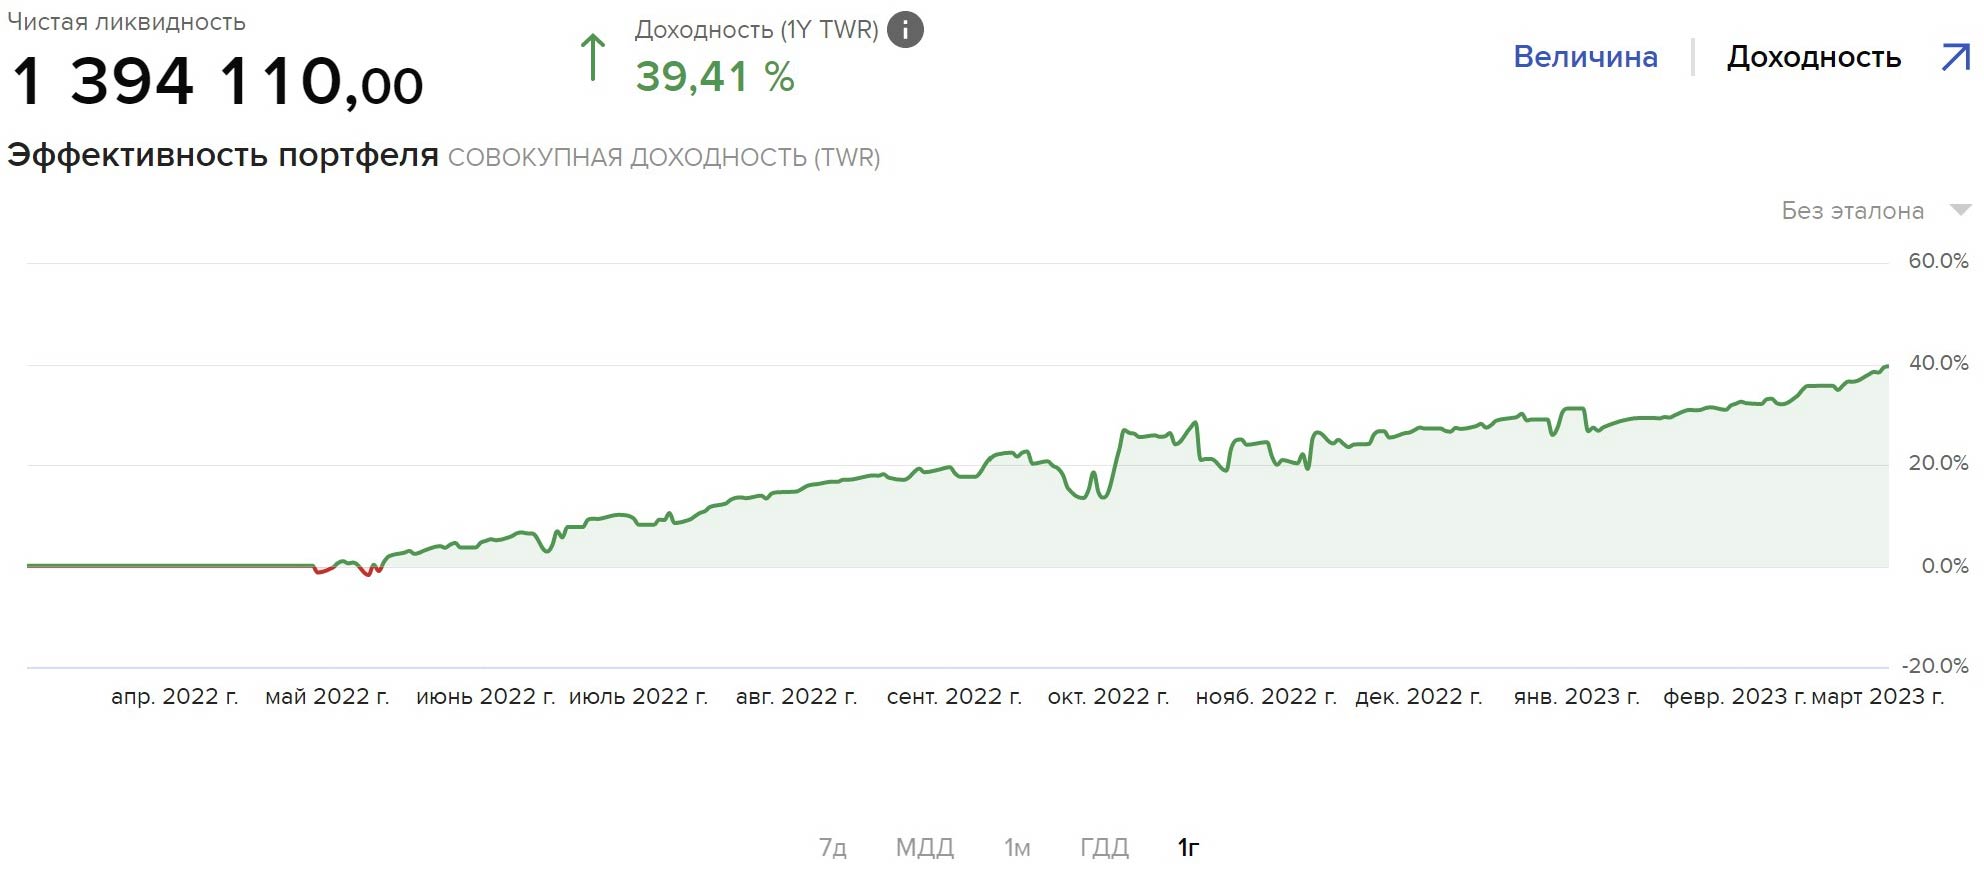 Чистая ликвидность
1 394 110,00
Доходность (1Y TWR) i
39,41 %
Величина | Доходность
Эффективность портфеля СОВОКУПНАЯ ДОХОДНОСТЬ (TWR)
Без эталона
60.0%
40.0%
20.0%
0.0%
-20.0%
апр. 2022 г. май 2022 г. июнь 2022 г. июль 2022 г. авг. 2022 г. сент. 2022 г. окт. 2022 г. нояб. 2022 г. дек. 2022 г. янв. 2023 г. февр. 2023 г. март 2023 г.
7д МДД 1м ГДД 1г